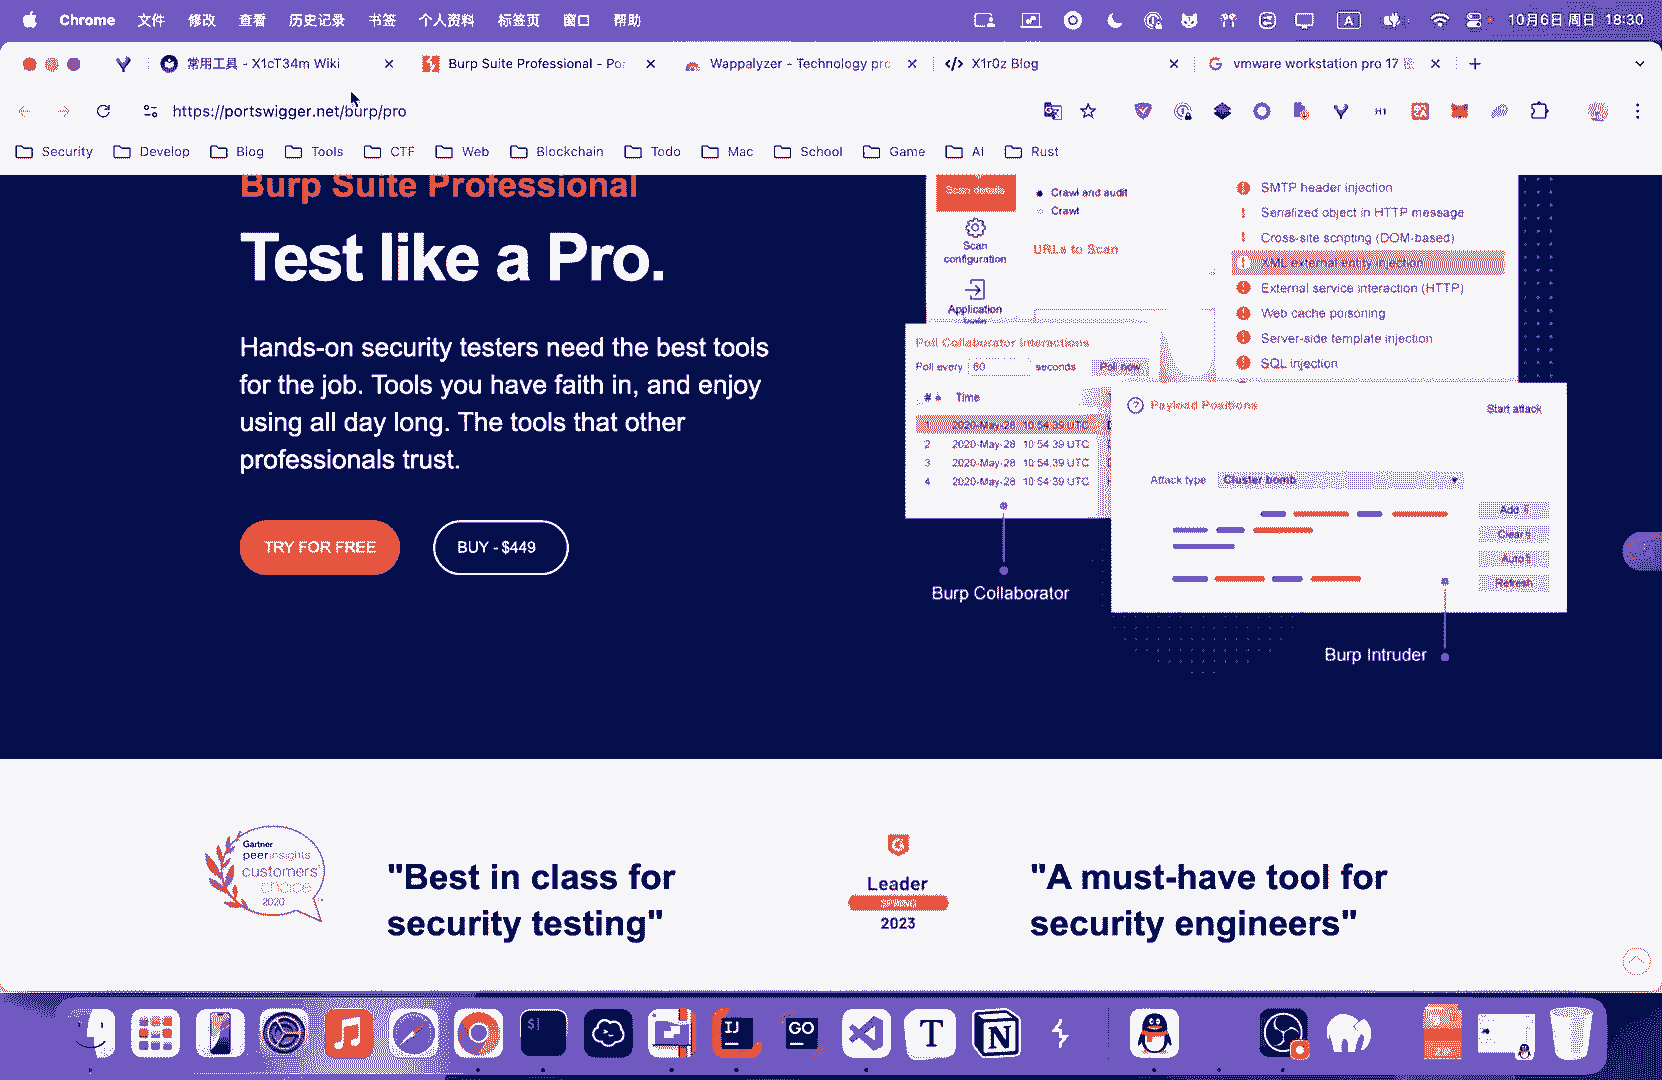 Chrome 文件 修改 查看 历史记录 书签 个人资料 标签页 窗口 帮助 A 10月6日 周日 18:30
常用工具 - X1cT34m Wiki Burp Suite Professional - Po Wappalyzer - Technology pro X1r0z Blog vmware workstation pro 17
https://portswigger.net/burp/pro
Security Develop Blog Tools CTF Web Blockchain Todo Mac School Game AI Rust
Burp Suite Professional
Test like a Pro.
Hands-on security testers need the best tools
for the job. Tools you have faith in, and enjoy
using all day long. The tools that other
professionals trust.
TRY FOR FREE
BUY - $449
Scan details
Crawl and audit
Crawl
Scan
configuration
URLs to Scan
Application
SMTP header injection
Serialized object in HTTP message
Cross-site scripting (DOM-based)
XML external entity injection
External service interaction (HTTP)
Web cache poisoning
Server-side template injection
SQL injection
Poll Collaborator Interactions
Poll every 60 seconds Poll now
# Time
1 2020-May-28 10:54:39 UTC
2 2020-May-28 10:54:39 UTC
3 2020-May-28 10:54:39 UTC
4 2020-May-28 10:54:39 UTC
Burp Collaborator
? Payload Positions
Start attack
Attack type Cluster bomb
Add §
Clear §
Auto §
Refresh
Burp Intruder
Gartner
peerinsights
customers'
choice
2020
"Best in class for
security testing"
Leader
SPRING
2023
"A must-have tool for
security engineers"
$| IJ GO T N ZIP